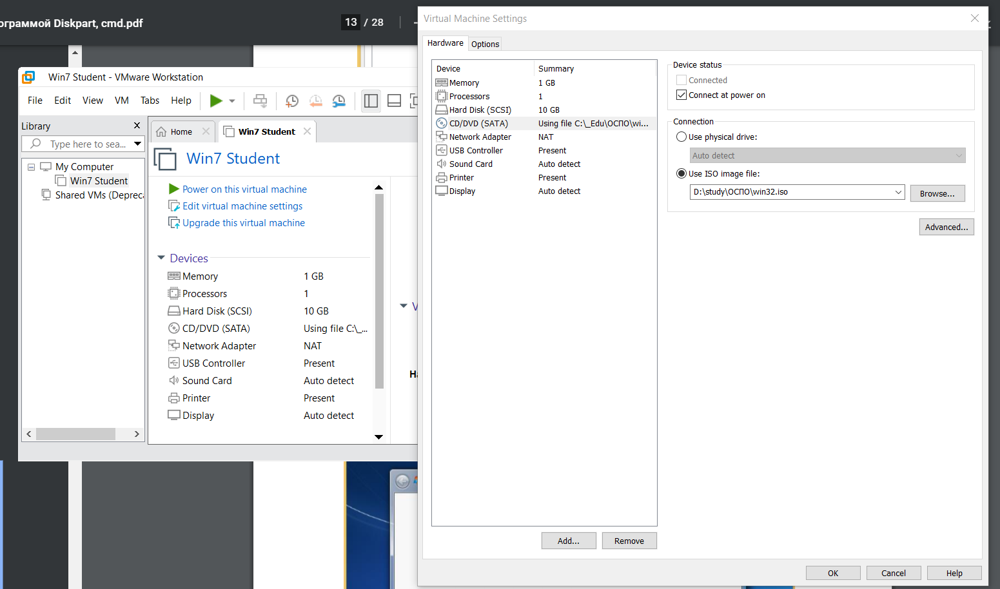 ограммой Diskpart, cmd.pdf
13 / 28
Win7 Student - VMware Workstation
File Edit View VM Tabs Help
Library
Type here to sea...
My Computer
Win7 Student
Shared VMs (Depreca
Home
Win7 Student
Win7 Student
Power on this virtual machine
Edit virtual machine settings
Upgrade this virtual machine
Devices
Memory 1 GB
Processors 1
Hard Disk (SCSI) 10 GB
CD/DVD (SATA) Using file C:\_...
Network Adapter NAT
USB Controller Present
Sound Card Auto detect
Printer Present
Display Auto detect
Virtual Machine Settings
Hardware Options
Device Summary
Memory 1 GB
Processors 1
Hard Disk (SCSI) 10 GB
CD/DVD (SATA) Using file C:\_Edu\ОСПО\wi...
Network Adapter NAT
USB Controller Present
Sound Card Auto detect
Printer Present
Display Auto detect
Add... Remove
Device status
Connected
Connect at power on
Connection
Use physical drive:
Auto detect
Use ISO image file:
D:\study\ОСПО\win32.iso
Browse...
Advanced...
OK Cancel Help